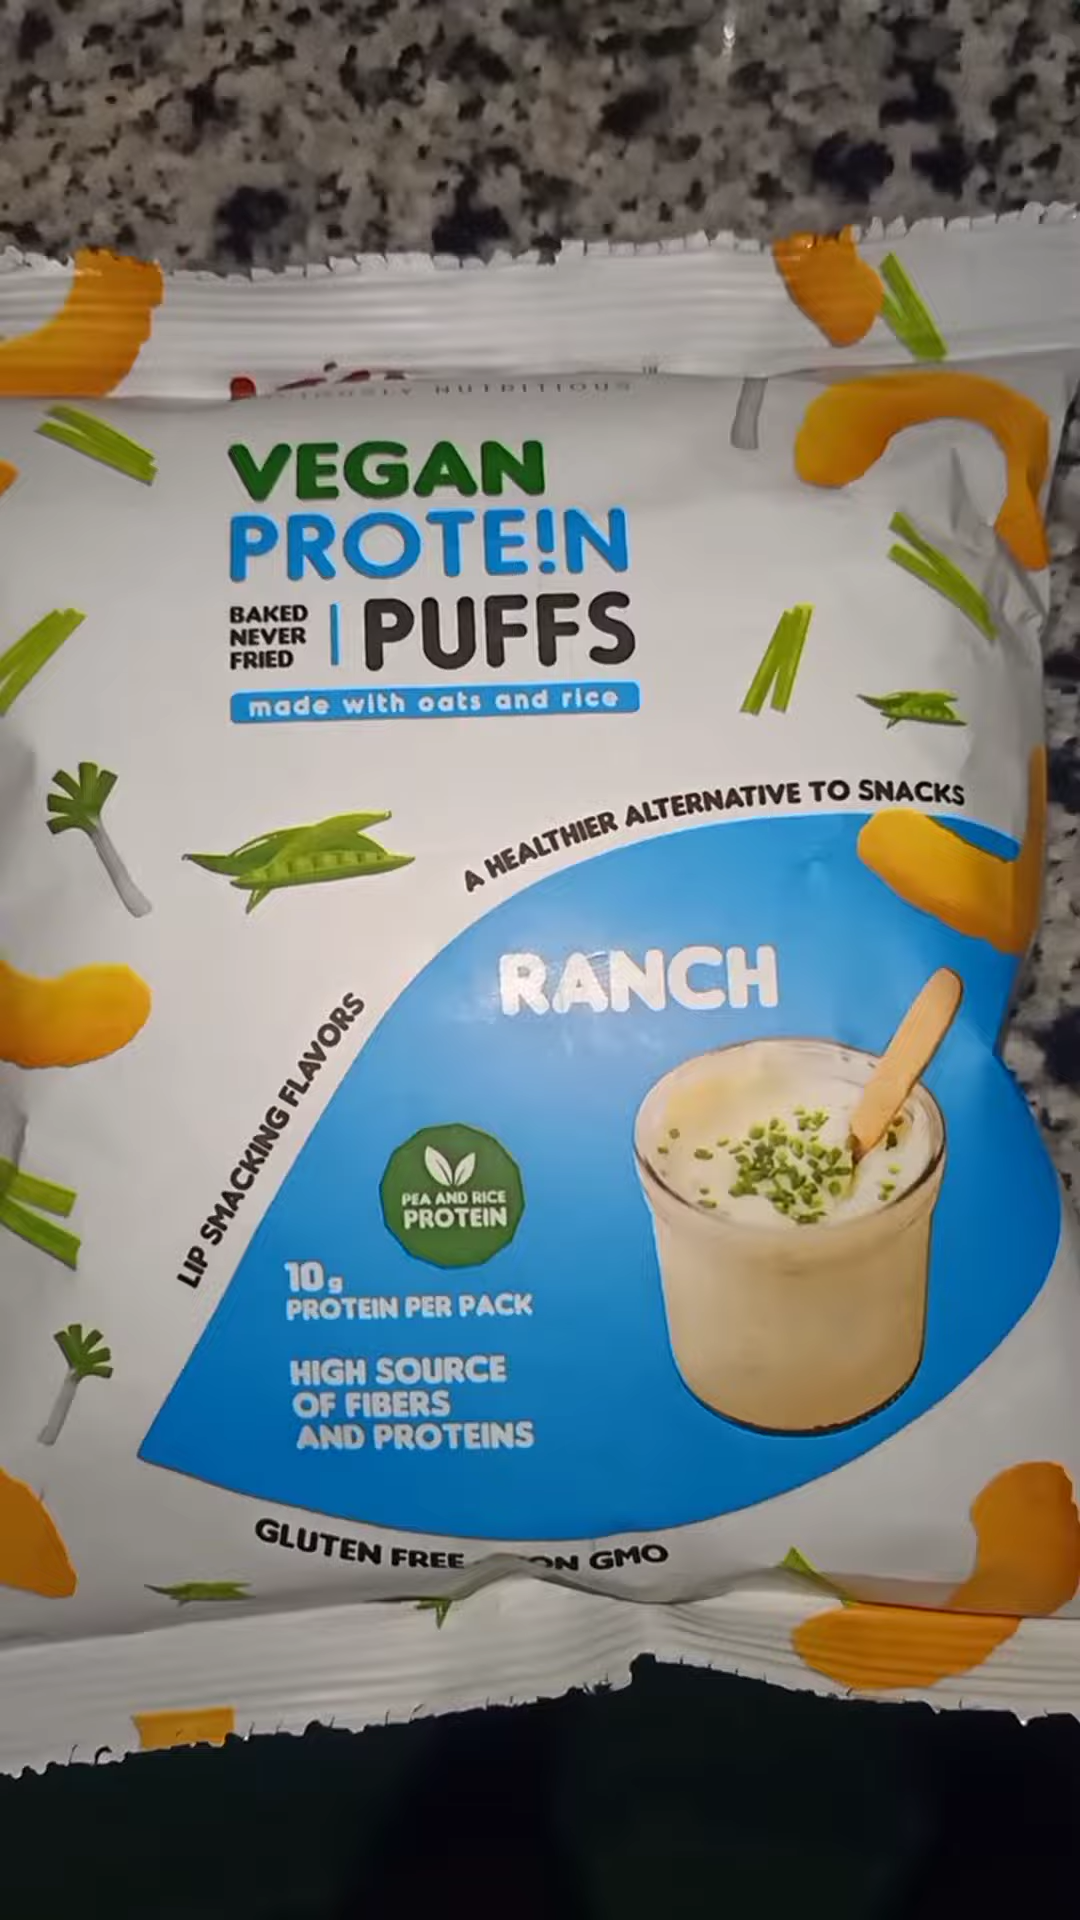 NUTRITIONS
VEGAN
PROTE!N
BAKED
NEVER
FRIED
PUFFS
made with oats and rice
A HEALTHIER ALTERNATIVE TO SNACKS
LIP SMACKING FLAVORS
RANCH
PEA AND RICE
PROTEIN
10g
PROTEIN PER PACK
HIGH SOURCE
OF FIBERS
AND PROTEINS
GLUTEN FREE
GMO